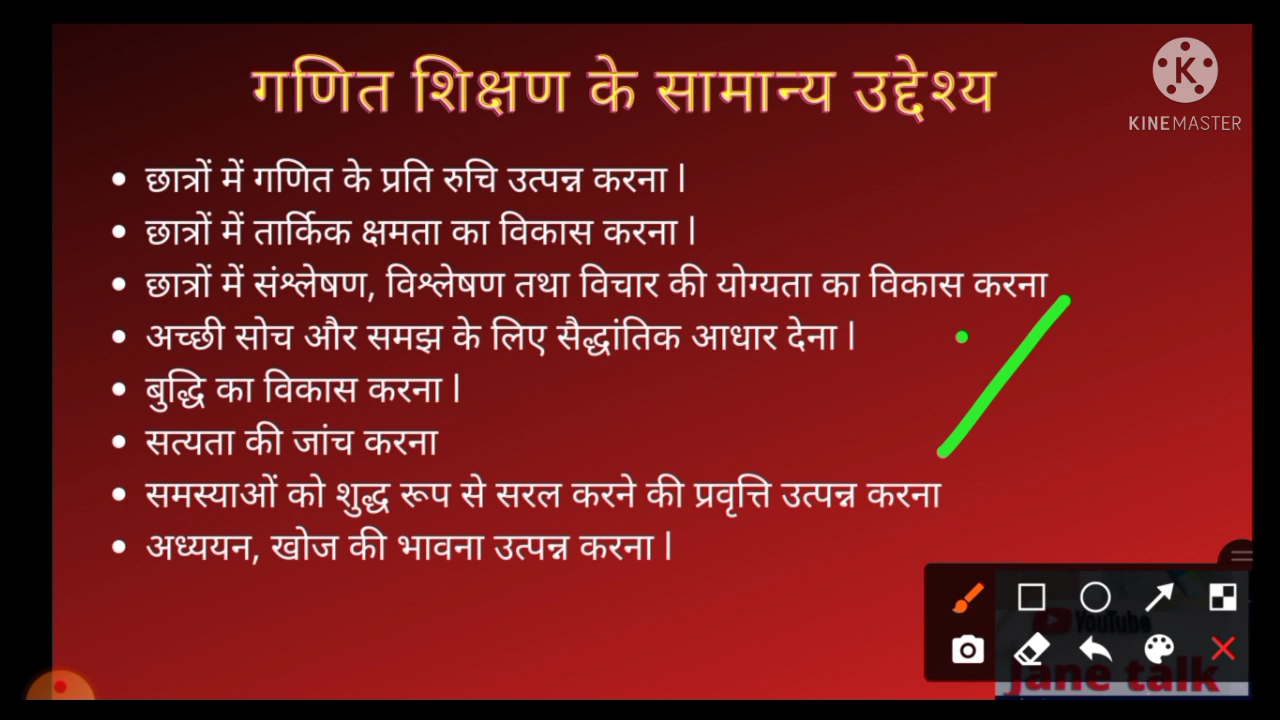 गणित शिक्षण के सामान्य उद्देश्य
KINEMASTER
• छात्रों में गणित के प्रति रुचि उत्पन्न करना |
• छात्रों में तार्किक क्षमता का विकास करना |
• छात्रों में संश्लेषण, विश्लेषण तथा विचार की योग्यता का विकास करना
• अच्छी सोच और समझ के लिए सैद्धांतिक आधार देना |
• बुद्धि का विकास करना |
• सत्यता की जांच करना
• समस्याओं को शुद्ध रूप से सरल करने की प्रवृत्ति उत्पन्न करना
• अध्ययन, खोज की भावना उत्पन्न करना |
YouTube
jane talk